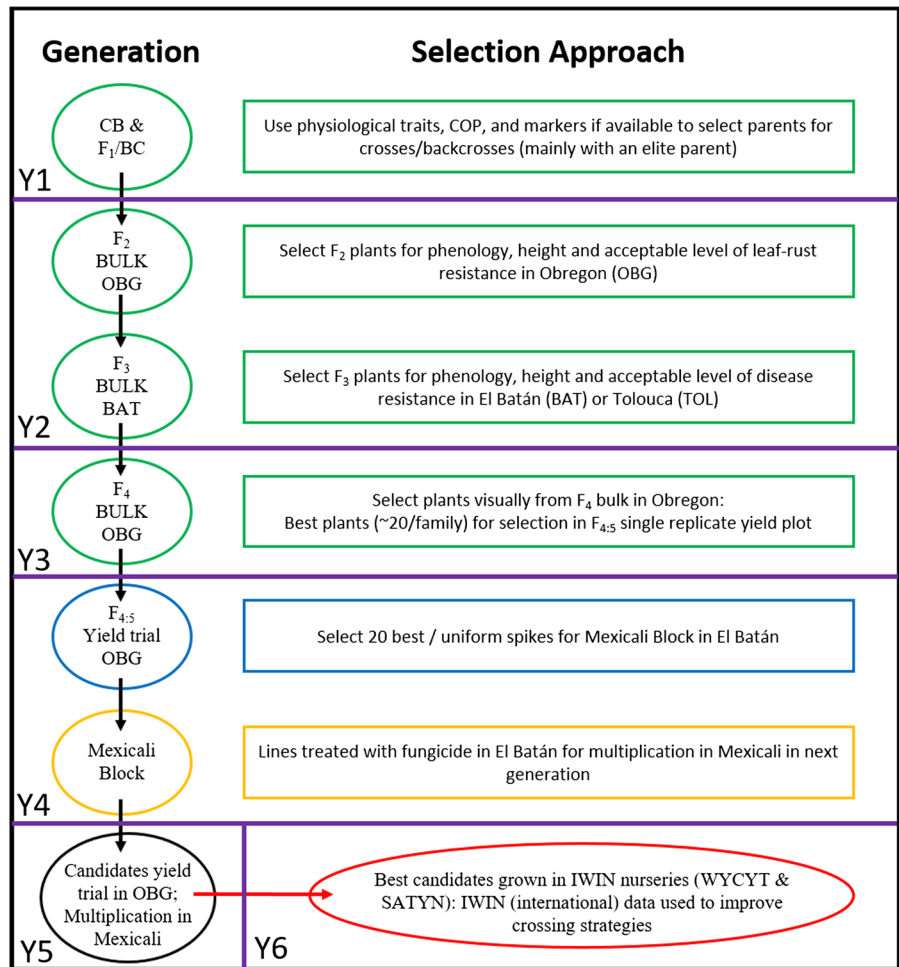 Generation
Selection Approach
CB &
F₁/BC
Use physiological traits, COP, and markers if available to select parents for
crosses/backcrosses (mainly with an elite parent)
Y1
F₂
BULK
OBG
Select F₂ plants for phenology, height and acceptable level of leaf-rust
resistance in Obregon (OBG)
F₃
BULK
BAT
Select F₃ plants for phenology, height and acceptable level of disease
resistance in El Batán (BAT) or Tolouca (TOL)
Y2
F₄
BULK
OBG
Select plants visually from F₄ bulk in Obregon:
Best plants (~20/family) for selection in F₄:₅ single replicate yield plot
Y3
F₄:₅
Yield trial
OBG
Select 20 best / uniform spikes for Mexicali Block in El Batán
Mexicali
Block
Lines treated with fungicide in El Batán for multiplication in Mexicali in next
generation
Y4
Candidates yield
trial in OBG;
Multiplication in
Mexicali
Y5
Best candidates grown in IWIN nurseries (WYCYT &
SATYN): IWIN (international) data used to improve
crossing strategies
Y6